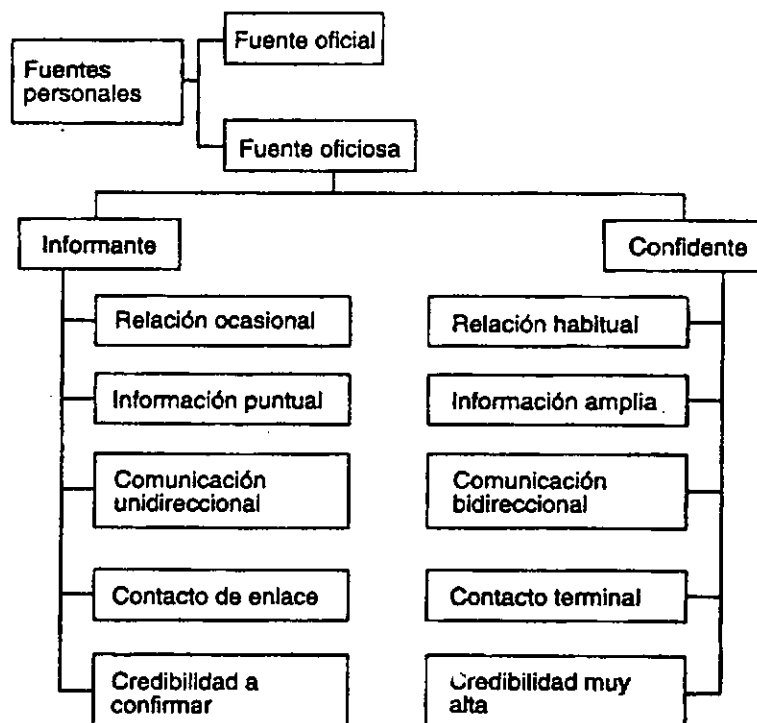 Fuente oficial
Fuentes
personales
Fuente oficiosa
Informante
Confidente
Relación ocasional
Relación habitual
Información puntual
Información amplia
Comunicación
unidireccional
Comunicación
bidireccional
Contacto de enlace
Contacto terminal
Credibilidad a
confirmar
Credibilidad muy
alta